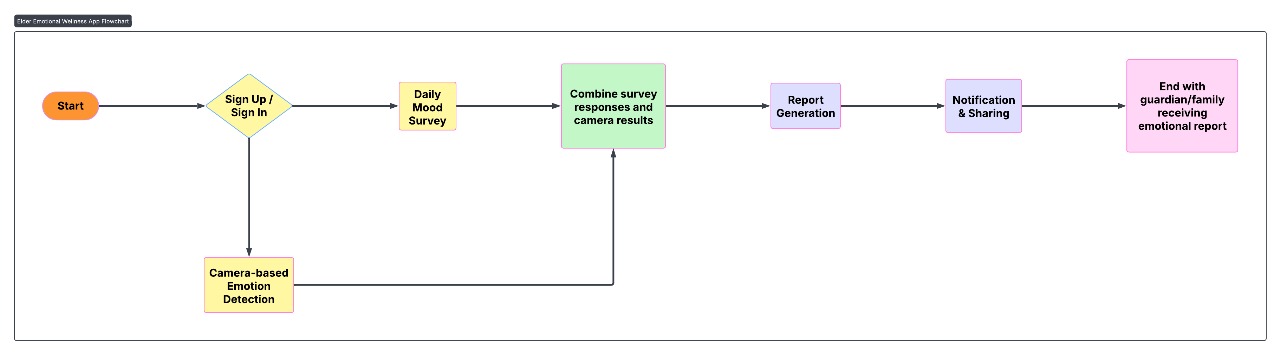 Elder Emotional Wellness App Flowchart
Start
Sign Up /
Sign In
Daily
Mood
Survey
Combine survey
responses and
camera results
Report
Generation
Notification
& Sharing
End with
guardian/family
receiving
emotional report
Camera-based
Emotion
Detection